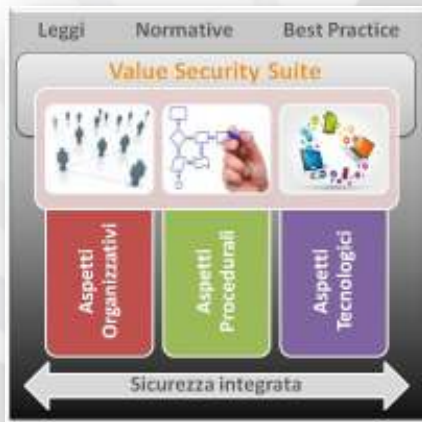 Leggi Normative Best Practice
Value Security Suite
Aspetti
Organizzativi
Aspetti
Procedurali
Aspetti
Tecnologici
Sicurezza integrata